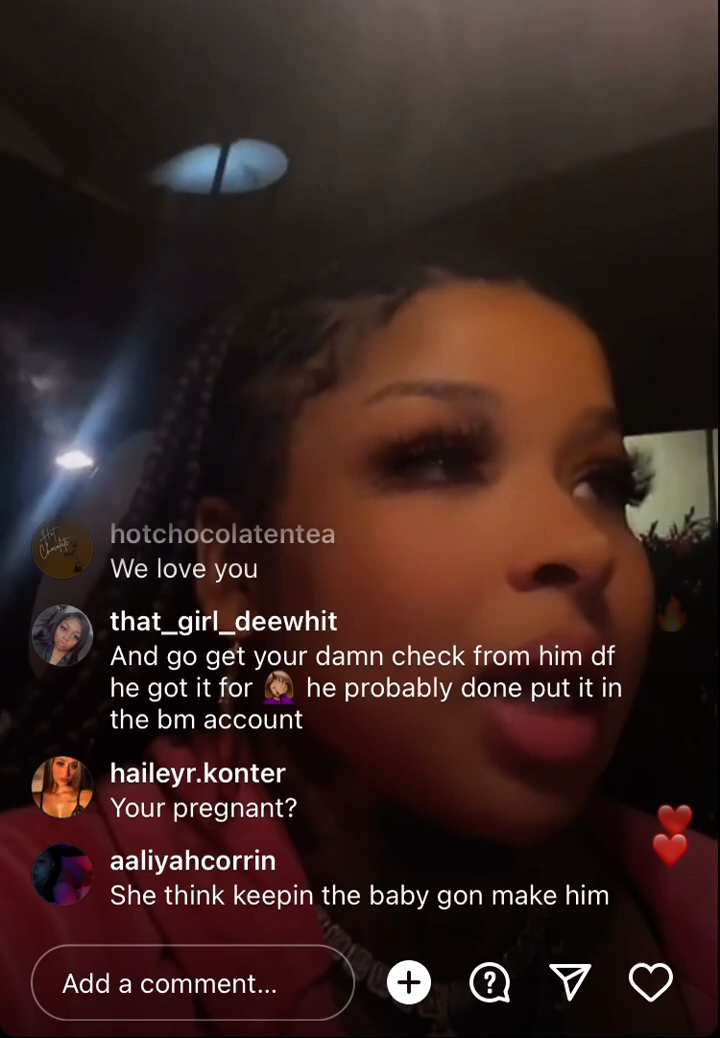 hotchocolatentea
We love you
that_girl_deewhit
And go get your damn check from him df
he got it for 🤦🏽‍♀️ he probably done put it in
the bm account
haileyr.konter
Your pregnant?
aaliyahcorrin
She think keepin the baby gon make him
Add a comment...